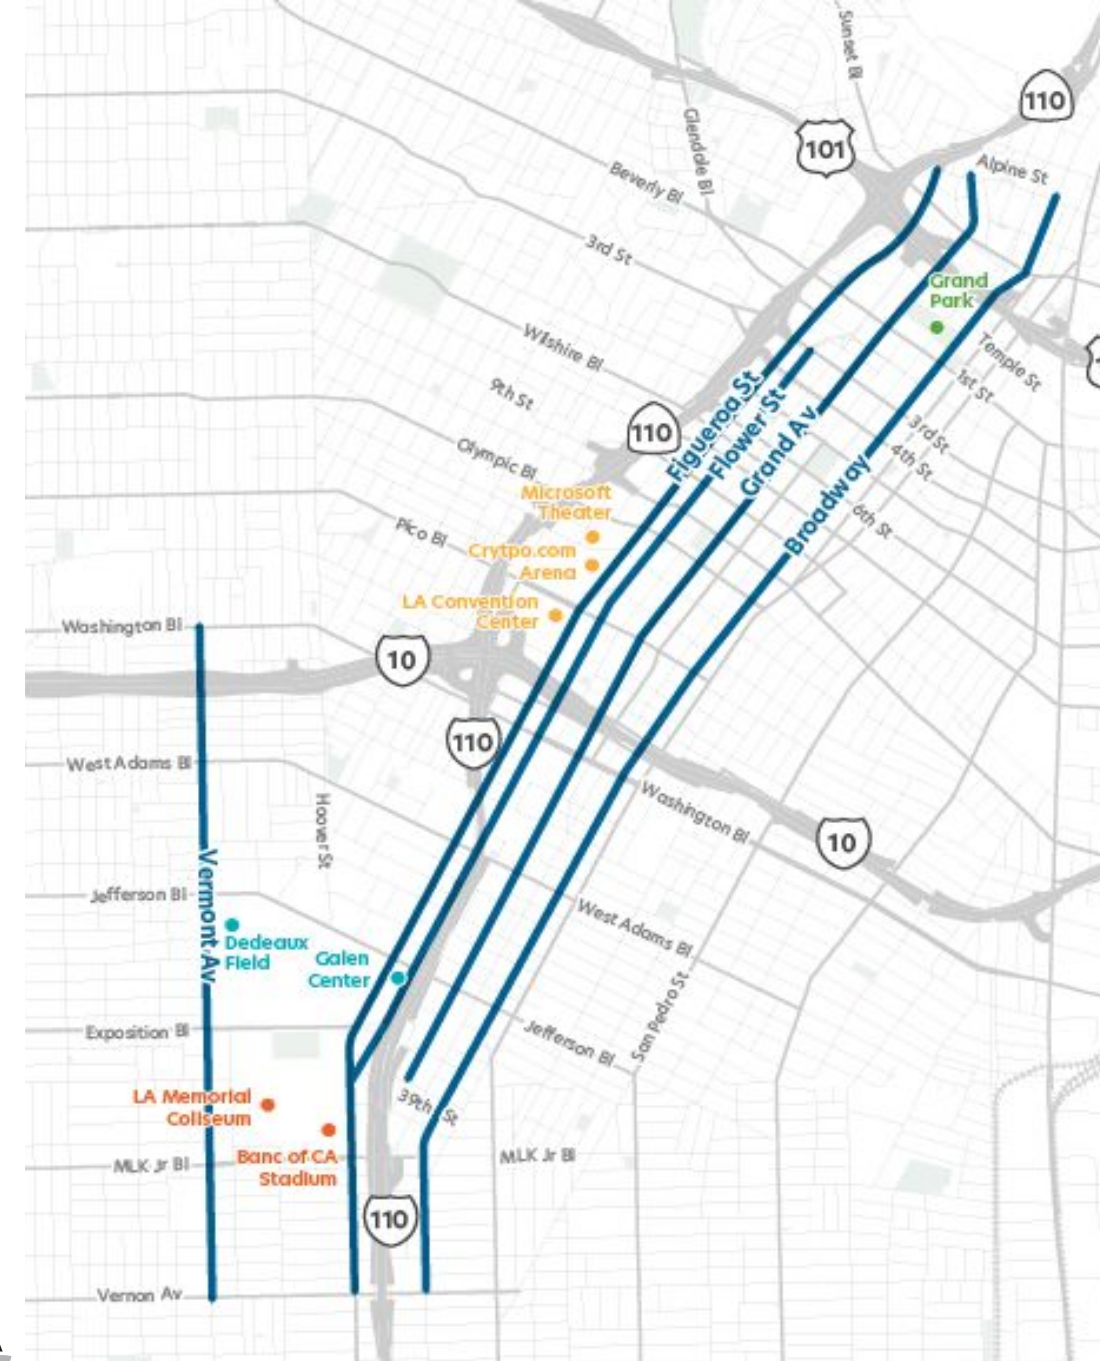 Sunset Bl
110
101
Glendale Bl
Alpine St
Beverly Bl
3rd St
Grand
Park
Wilshire Bl
Temple St
9th St
1st St
110
Figueroa St
Flower St
Grand Av
3rd St
4th St
Olympic Bl
Broadway
6th St
Microsoft
Theater
Pico Bl
Crytpo.com
Arena
LA Convention
Center
Washington Bl
10
110
West Adams Bl
Washington Bl
Hoover St
10
Vermont Av
Jefferson Bl
West Adams Bl
Dedeaux
Field
Galen
Center
San Pedro St
Exposition Bl
Jefferson Bl
LA Memorial
Coliseum
39th St
MLK Jr Bl
Banc of CA
Stadium
MLK Jr Bl
110
Vernon Av